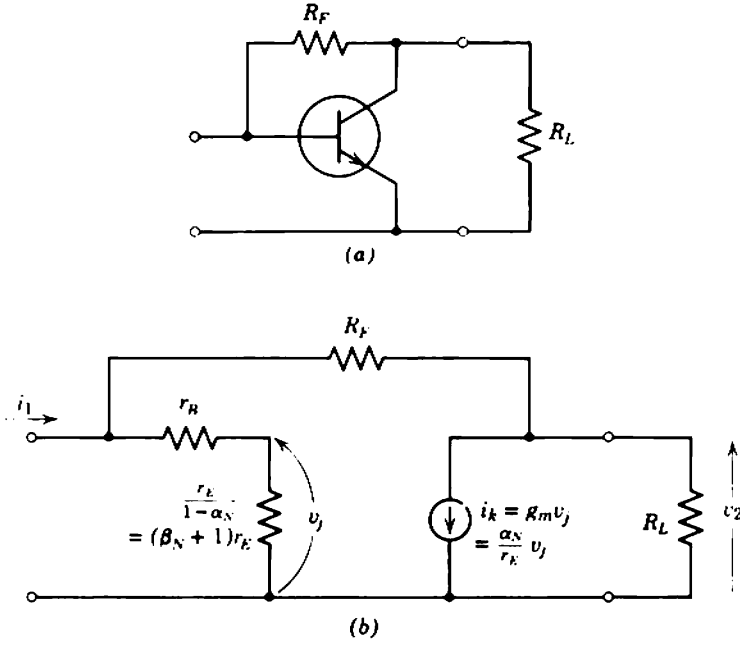 R_F
R_L
(a)
R_F
i_1
r_B
r_E
1 − α_N
= (β_N + 1)r_E
v_j
i_k = g_m v_j
= α_N/r_E v_j
R_L
v_2
(b)